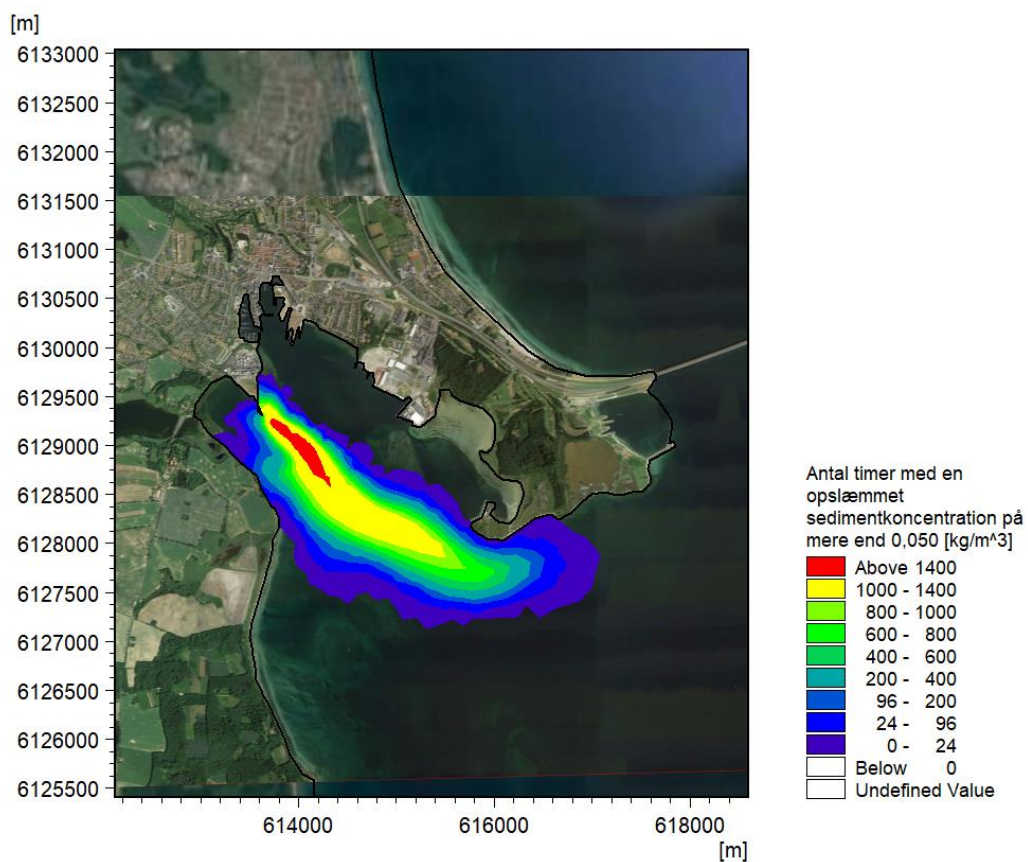 [m]
6133000
6132500
6132000
6131500
6131000
6130500
6130000
6129500
6129000
6128500
6128000
6127500
6127000
6126500
6126000
6125500
614000 616000 618000
[m]
Antal timer med en
opslæmmet
sedimentkoncentration på
mere end 0,050 [kg/m^3]
Above 1400
1000 - 1400
800 - 1000
600 - 800
400 - 600
200 - 400
96 - 200
24 - 96
0 - 24
Below 0
Undefined Value